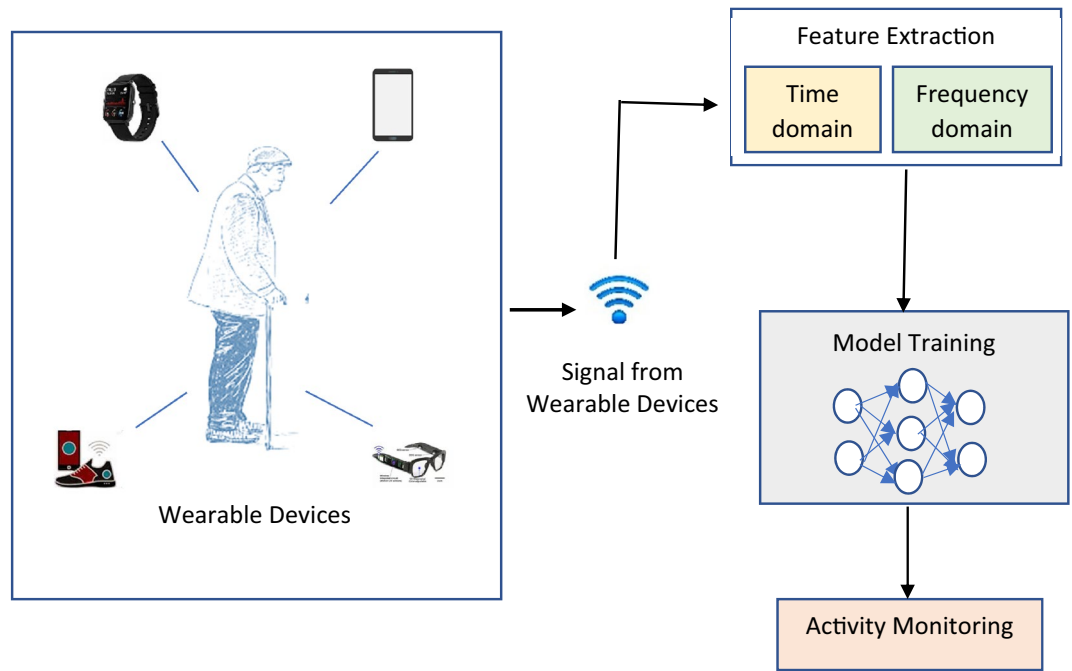 Feature Extraction
Time
domain
Frequency
domain
Signal from
Wearable Devices
Wearable Devices
Model Training
Activity Monitoring